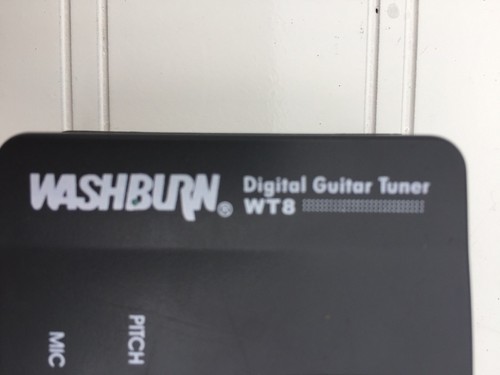 WASHBURN®
Digital Guitar Tuner
WT8
PITCH
MIC